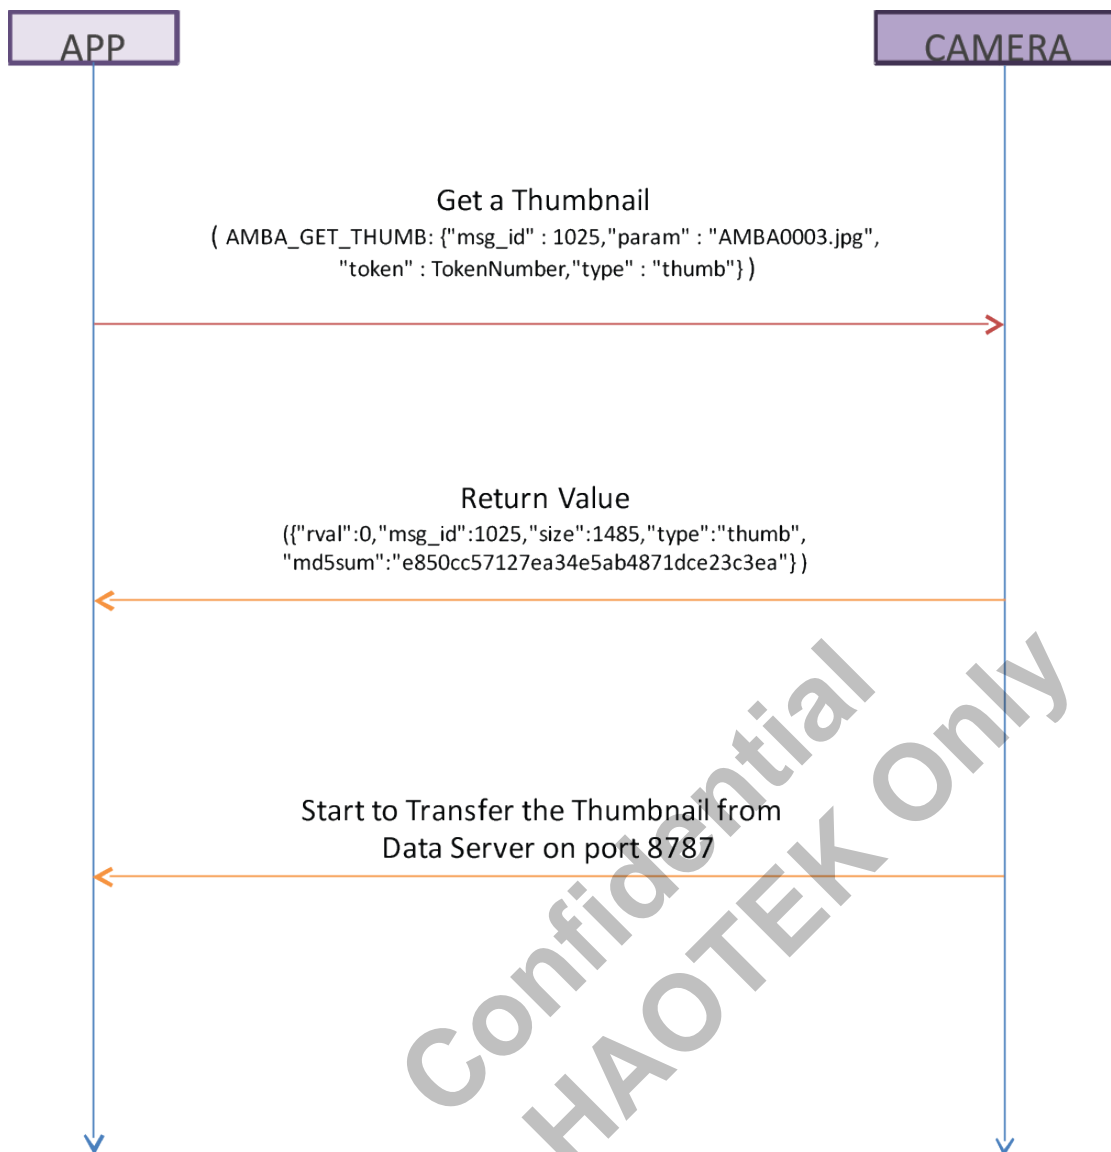 APP
CAMERA
Get a Thumbnail
( AMBA_GET_THUMB: {"msg_id" : 1025,"param" : "AMBA0003.jpg",
"token" : TokenNumber,"type" : "thumb"} )
Return Value
({"rval":0,"msg_id":1025,"size":1485,"type":"thumb",
"md5sum":"e850cc57127ea34e5ab4871dce23c3ea"} )
Start to Transfer the Thumbnail from
Data Server on port 8787
Confidential
HAOTEK Only